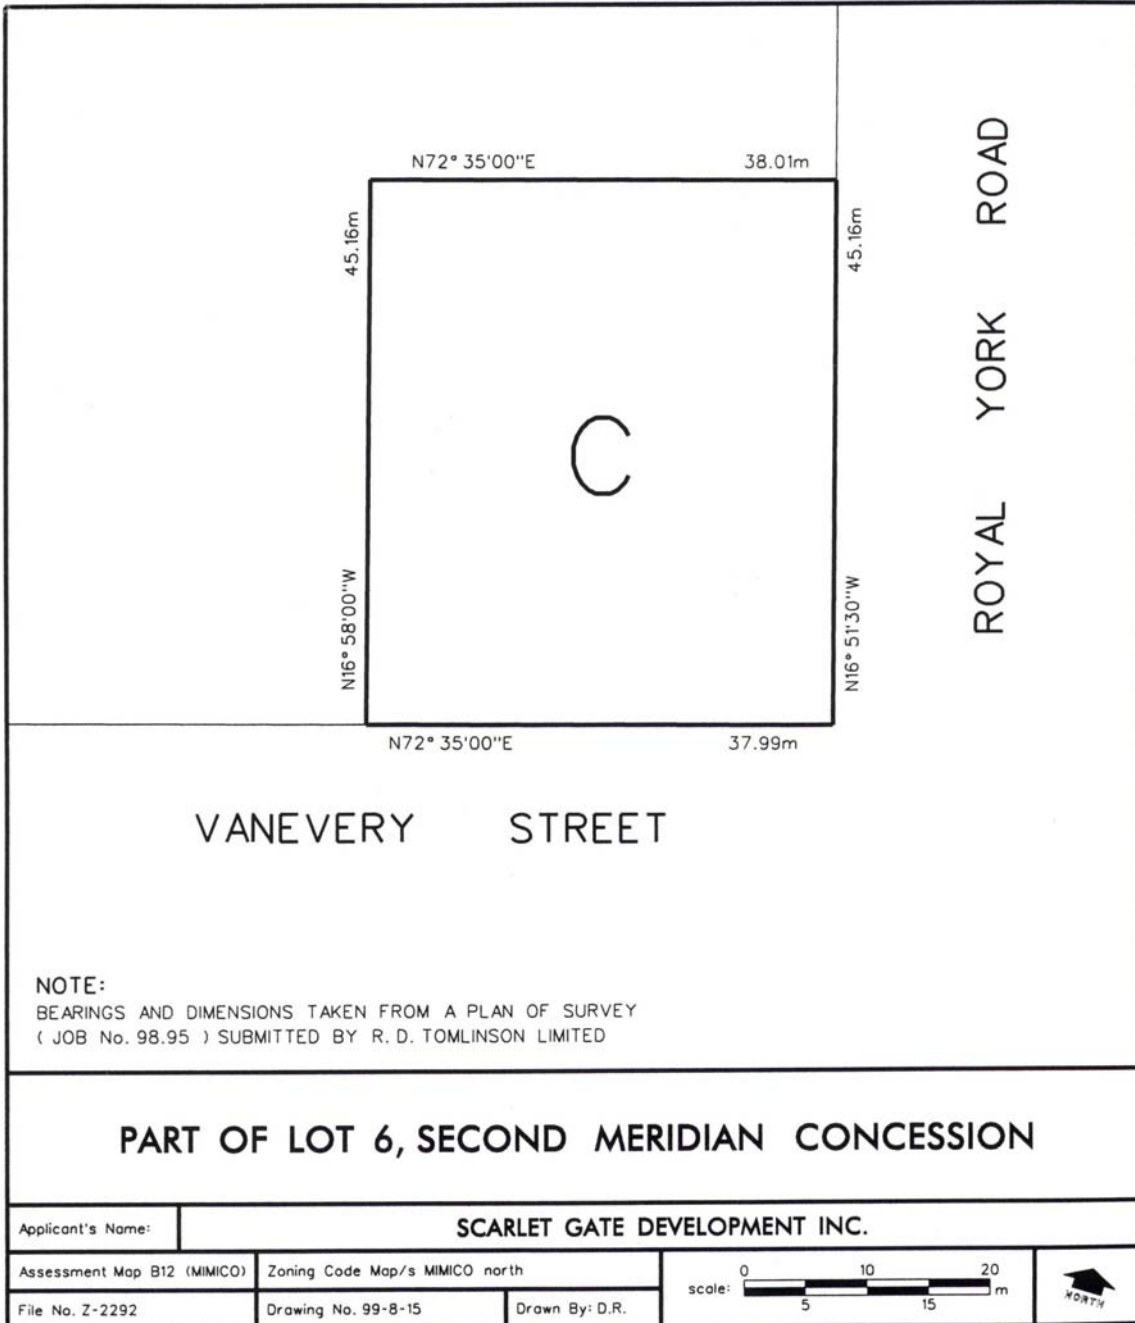 N72° 35'00"E 38.01m
45.16m
45.16m
ROYAL YORK ROAD
C
N16° 58'00"W
N16° 51'30"W
N72° 35'00"E 37.99m
VANEVERY STREET
NOTE:
BEARINGS AND DIMENSIONS TAKEN FROM A PLAN OF SURVEY
( JOB No. 98.95 ) SUBMITTED BY R. D. TOMLINSON LIMITED
PART OF LOT 6, SECOND MERIDIAN CONCESSION
Applicant's Name: SCARLET GATE DEVELOPMENT INC.
Assessment Map B12 (MIMICO) Zoning Code Map/s MIMICO north
File No. Z-2292 Drawing No. 99-8-15 Drawn By: D.R.
scale: 0 10 20 m
5 15
NORTH